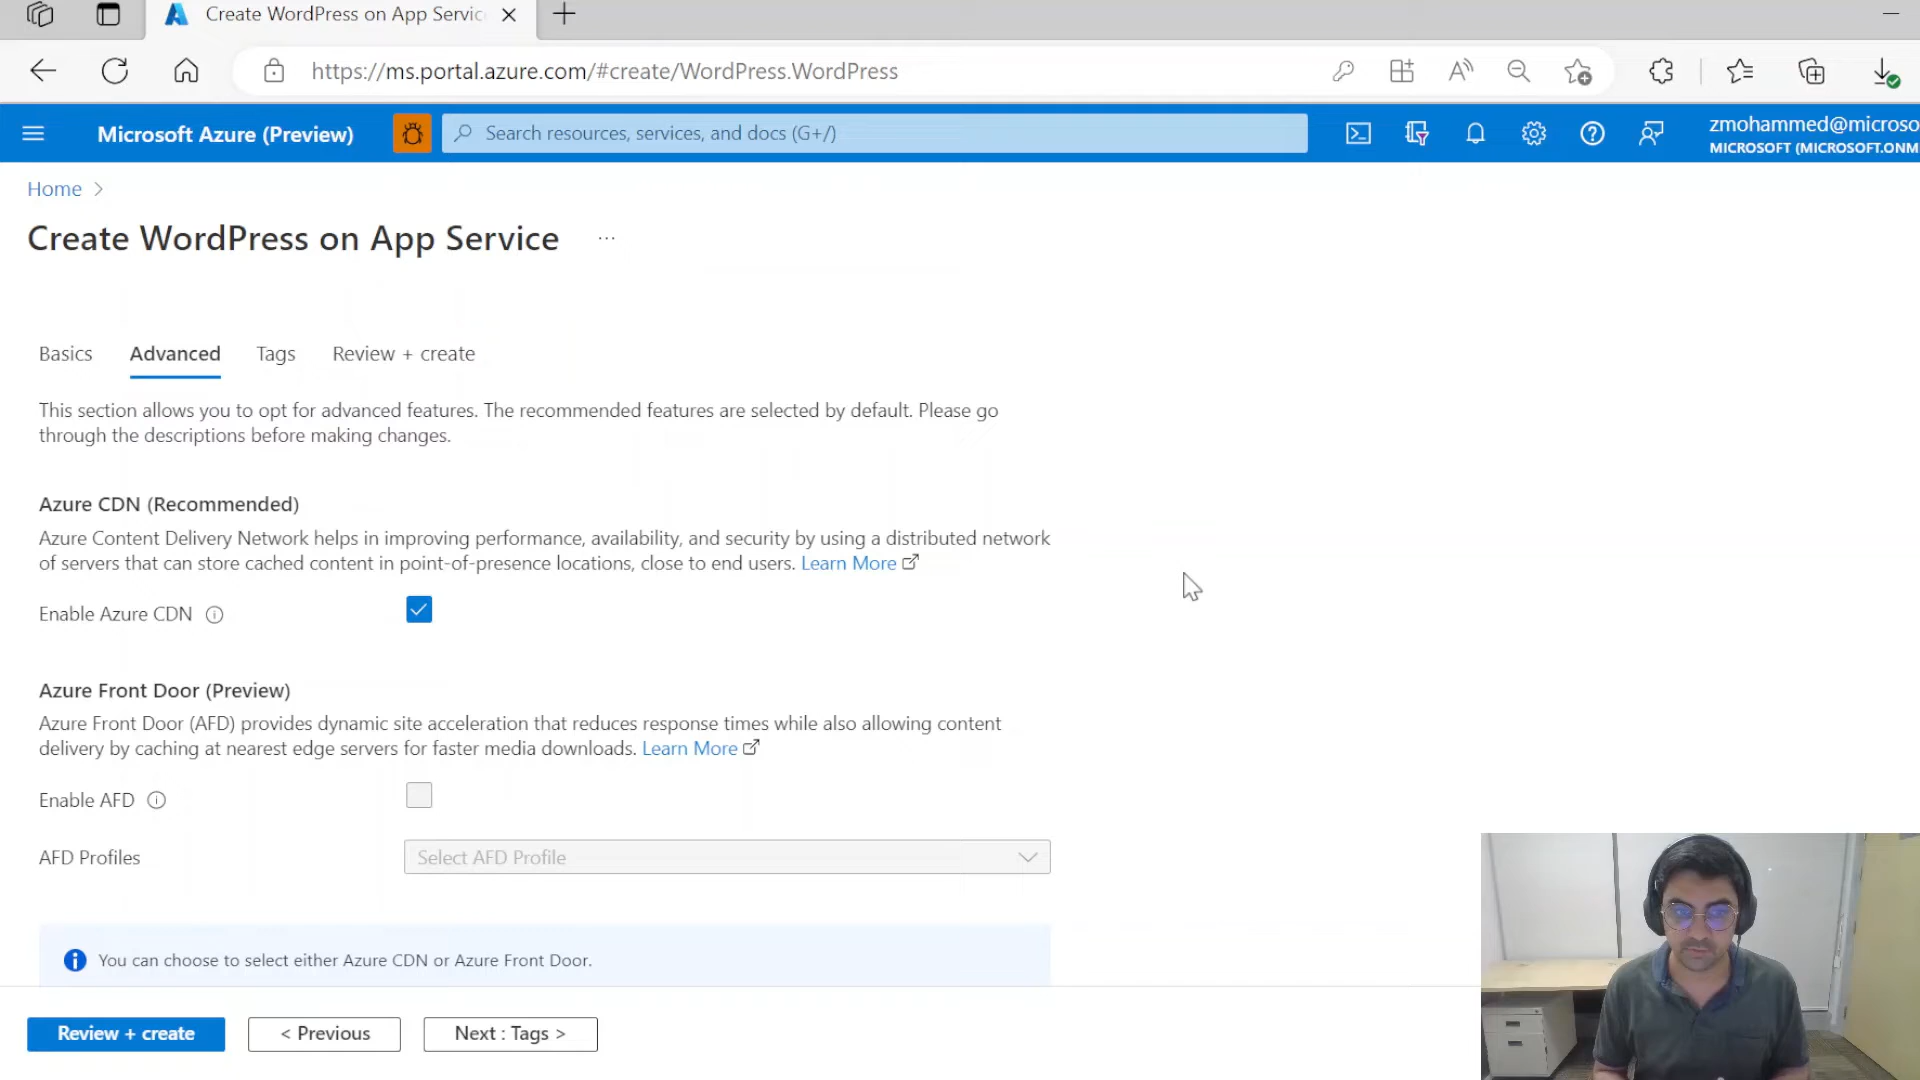 Create WordPress on App Servic
https://ms.portal.azure.com/#create/WordPress.WordPress
Microsoft Azure (Preview)
Search resources, services, and docs (G+/)
zmohammed@microso
MICROSOFT (MICROSOFT.ONM
Home >
Create WordPress on App Service ...
Basics Advanced Tags Review + create
This section allows you to opt for advanced features. The recommended features are selected by default. Please go
through the descriptions before making changes.
Azure CDN (Recommended)
Azure Content Delivery Network helps in improving performance, availability, and security by using a distributed network
of servers that can store cached content in point-of-presence locations, close to end users. Learn More
Enable Azure CDN
Azure Front Door (Preview)
Azure Front Door (AFD) provides dynamic site acceleration that reduces response times while also allowing content
delivery by caching at nearest edge servers for faster media downloads. Learn More
Enable AFD
AFD Profiles
Select AFD Profile
You can choose to select either Azure CDN or Azure Front Door.
Review + create
< Previous
Next : Tags >